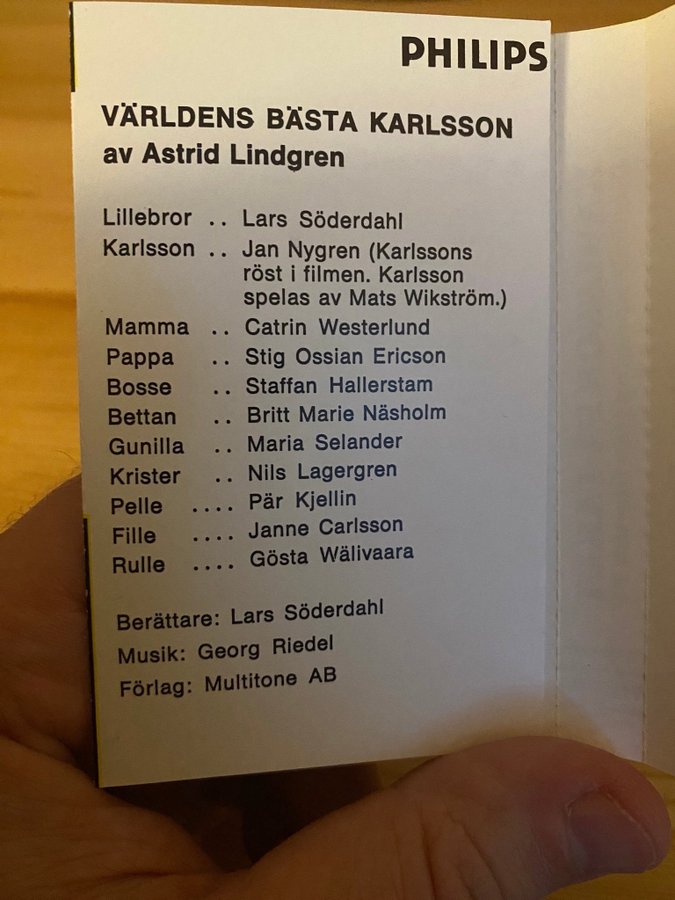 PHILIPS
VÄRLDENS BÄSTA KARLSSON
av Astrid Lindgren
Lillebror .. Lars Söderdahl
Karlsson .. Jan Nygren (Karlssons
röst i filmen. Karlsson
spelas av Mats Wikström.)
Mamma .. Catrin Westerlund
Pappa .. Stig Ossian Ericson
Bosse .. Staffan Hallerstam
Bettan .. Britt Marie Näsholm
Gunilla .. Maria Selander
Krister .. Nils Lagergren
Pelle .... Pär Kjellin
Fille .... Janne Carlsson
Rulle .... Gösta Wälivaara
Berättare: Lars Söderdahl
Musik: Georg Riedel
Förlag: Multitone AB